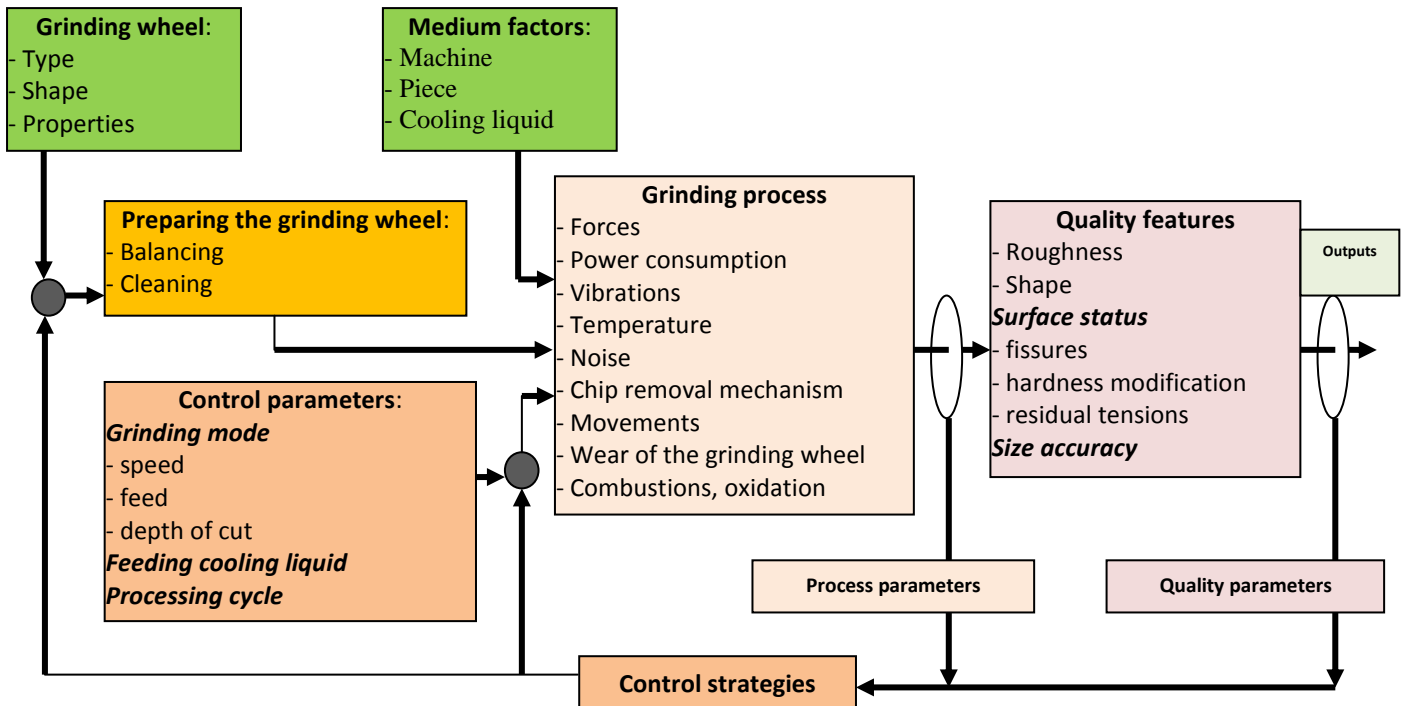 Grinding wheel:
- Type
- Shape
- Properties
Medium factors:
- Machine
- Piece
- Cooling liquid
Preparing the grinding wheel:
- Balancing
- Cleaning
Control parameters:
Grinding mode
- speed
- feed
- depth of cut
Feeding cooling liquid
Processing cycle
Grinding process
- Forces
- Power consumption
- Vibrations
- Temperature
- Noise
- Chip removal mechanism
- Movements
- Wear of the grinding wheel
- Combustions, oxidation
Quality features
- Roughness
- Shape
Surface status
- fissures
- hardness modification
- residual tensions
Size accuracy
Outputs
Process parameters
Quality parameters
Control strategies